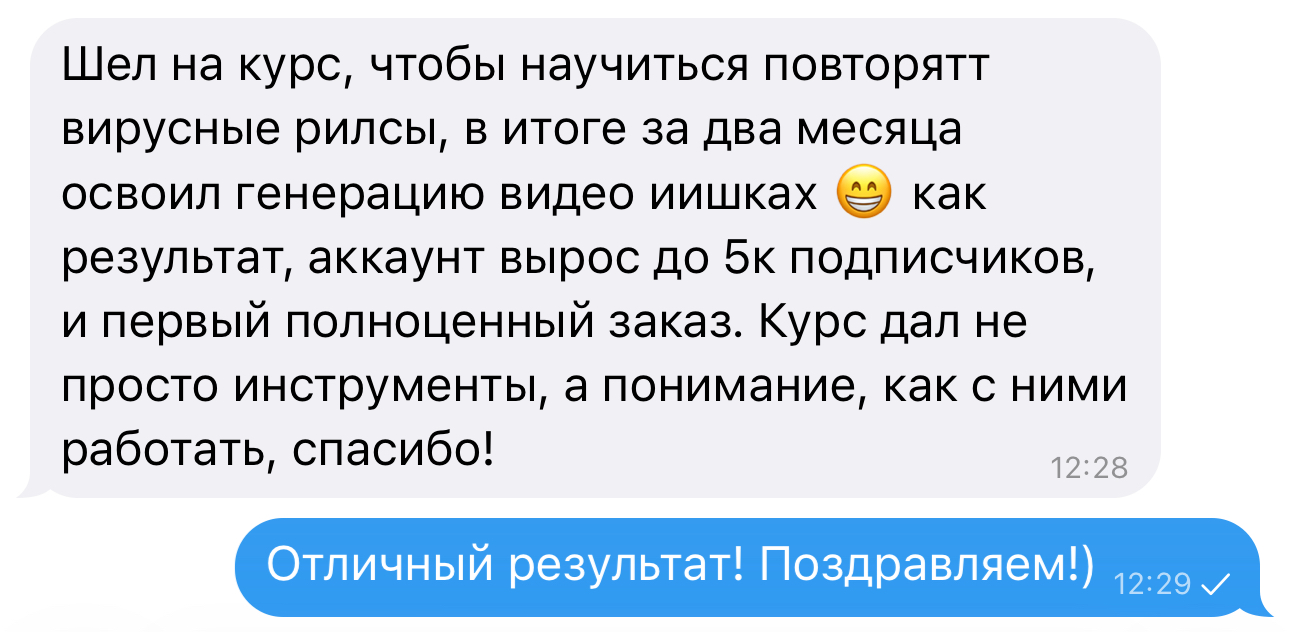 Шел на курс, чтобы научиться повторятт
вирусные рилсы, в итоге за два месяца
освоил генерацию видео иишках 😁 как
результат, аккаунт вырос до 5к подписчиков,
и первый полноценный заказ. Курс дал не
просто инструменты, а понимание, как с ними
работать, спасибо!
12:28
Отличный результат! Поздравляем!)
12:29